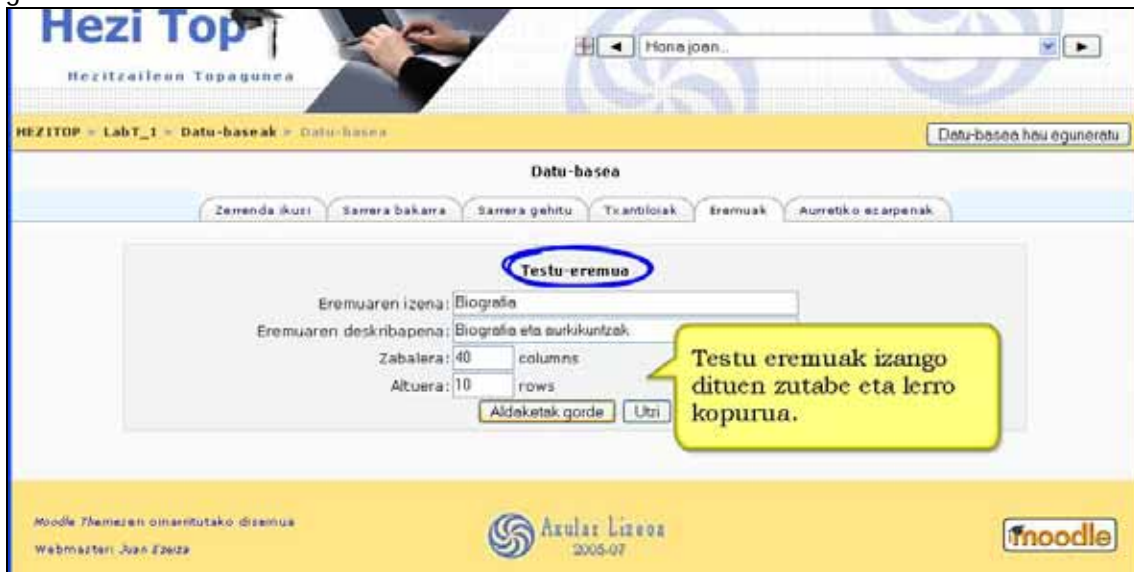 Hezi Top
Hezitzaileen Topagunea
Hona joan...
HEZITOP » LabT_1 » Datu-baseak » Datu-basea
Datu-basea hau eguneratu
Datu-basea
Zerrenda ikusi Sarrera bakarra Sarrera gehitu Txantiloiak Eremuak Aurretiko ezarpenak
Testu-eremua
Eremuaren izena: Biografia
Eremuaren deskribapena: Biografia eta aurkikuntzak
Zabalera: 40 columns
Altuera: 10 rows
Aldaketak gorde Utzi
Testu eremuak izango
dituen zutabe eta lerro
kopurua.
Moodle Themezen oinarritutako diseinua
Webmaster: Juan Ezeiza
Axular Lizeoa
2005-07
moodle